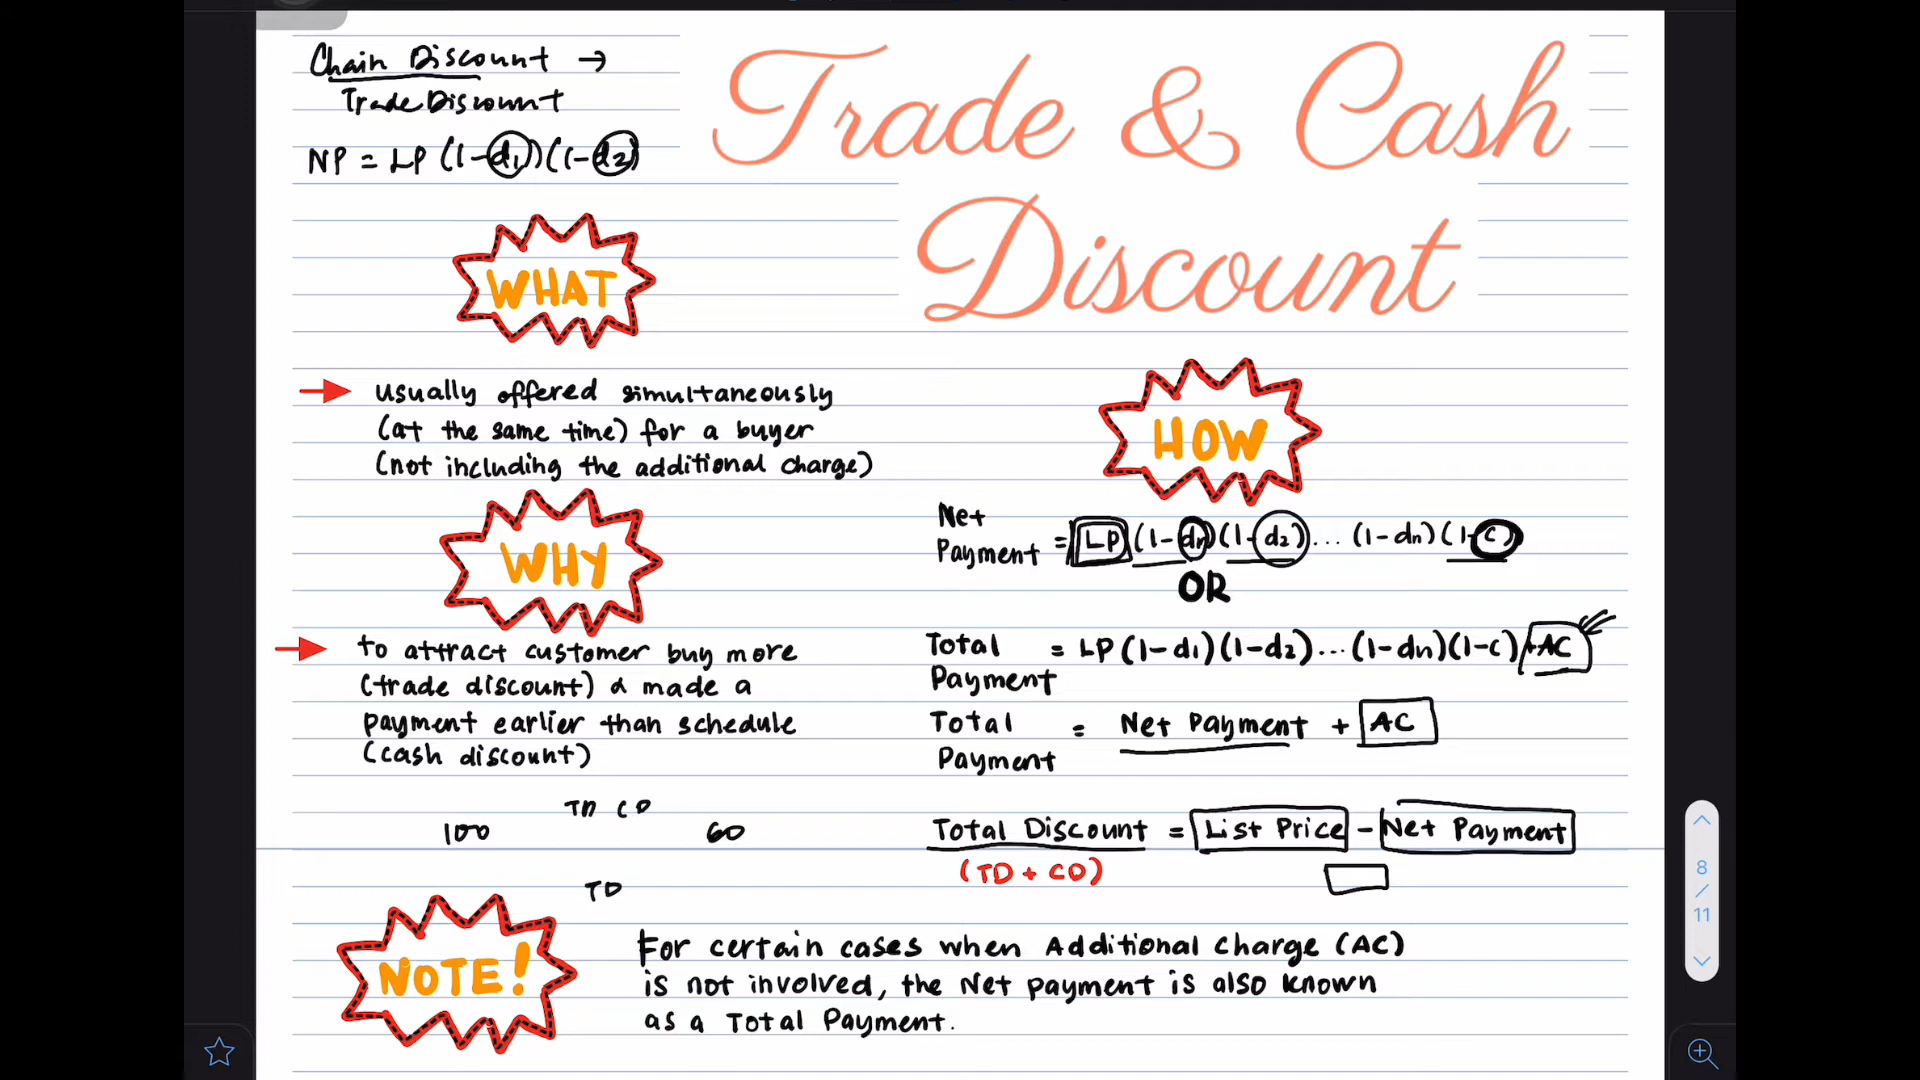 Chain Discount →
Trade Discount
NP = LP (1-d1)(1-d2)
Trade & Cash
Discount
WHAT
usually offered simultaneously
(at the same time) for a buyer
(not including the additional charge)
WHY
to attract customer buy more
(trade discount) & made a
payment earlier than schedule
(cash discount)
TD CD
100 60
TD
HOW
Net
Payment = LP (1-d1)(1-d2)... (1-dn)(1-c)
OR
Total
Payment = LP(1-d1)(1-d2)...(1-dn)(1-c)+AC
Total
Payment = Net Payment + AC
Total Discount = List Price - Net Payment
(TD + CD)
NOTE!
For certain cases when Additional Charge (AC)
is not involved, the Net payment is also known
as a Total Payment.
8
/
11